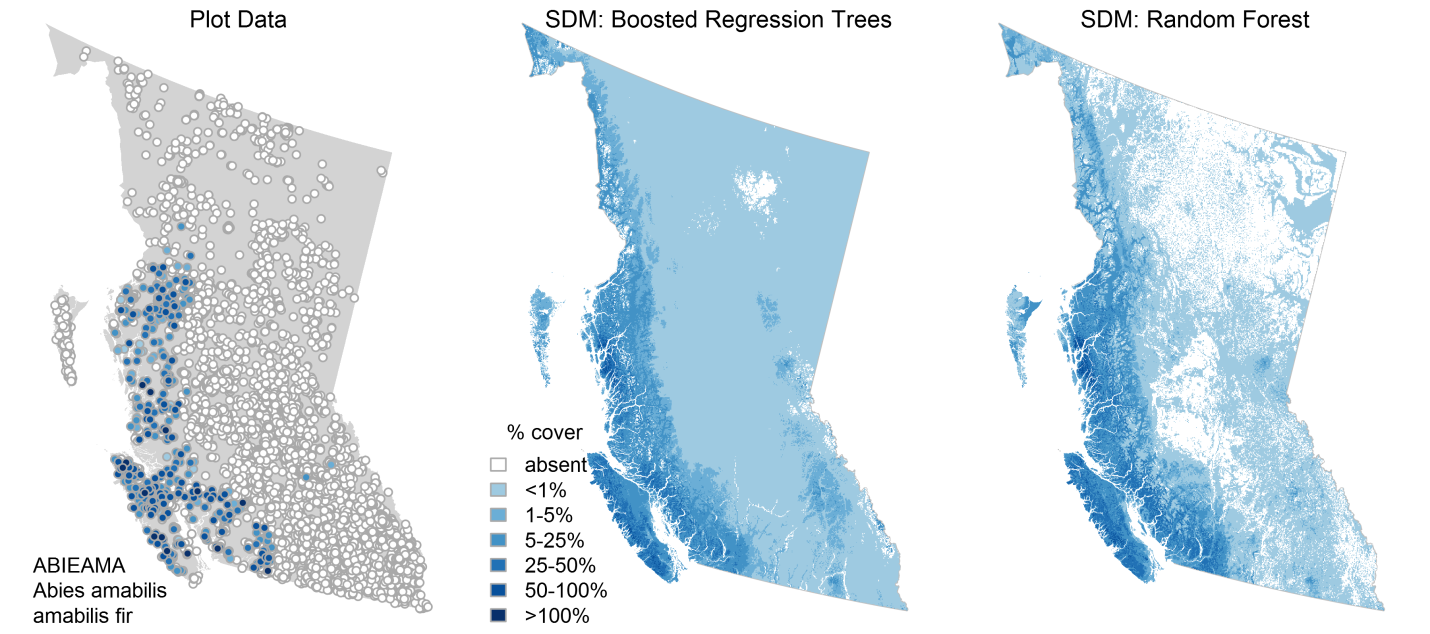 Plot Data
SDM: Boosted Regression Trees
SDM: Random Forest
% cover
absent
<1%
1-5%
5-25%
25-50%
50-100%
>100%
ABIEAMA
Abies amabilis
amabilis fir